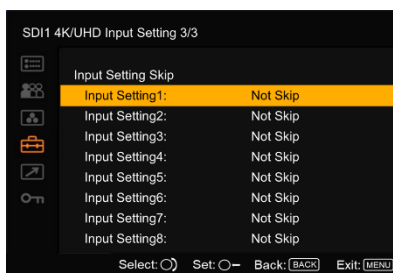 SDI1 4K/UHD Input Setting 3/3
Input Setting Skip
Input Setting1: Not Skip
Input Setting2: Not Skip
Input Setting3: Not Skip
Input Setting4: Not Skip
Input Setting5: Not Skip
Input Setting6: Not Skip
Input Setting7: Not Skip
Input Setting8: Not Skip
Select: Set: Back: BACK Exit: MENU